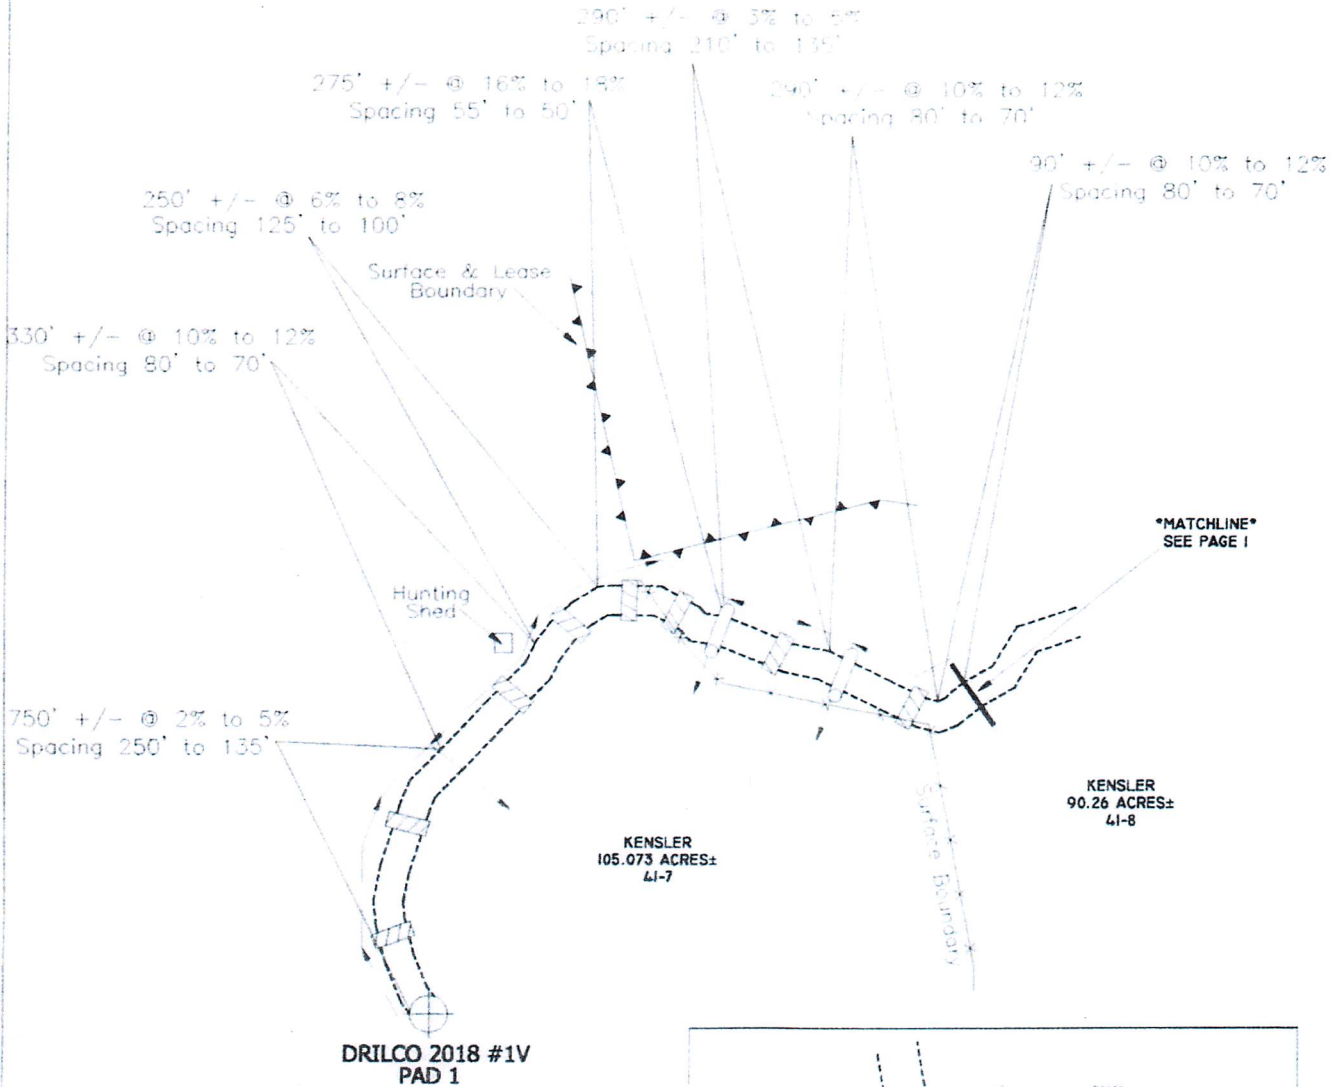 290' +/- @ 3% to 5%
Spacing 210' to 135'
275' +/- @ 16% to 18%
Spacing 55' to 50'
290' +/- @ 10% to 12%
Spacing 80' to 70'
90' +/- @ 10% to 12%
Spacing 80' to 70'
250' +/- @ 6% to 8%
Spacing 125' to 100'
Surface & Lease
Boundary
330' +/- @ 10% to 12%
Spacing 80' to 70'
*MATCHLINE*
SEE PAGE 1
Hunting
Shed
750' +/- @ 2% to 5%
Spacing 250' to 135'
KENSLER
90.26 ACRES±
41-8
KENSLER
105.073 ACRES±
41-7
Surface Boundary
DRILCO 2018 #1V
PAD 1